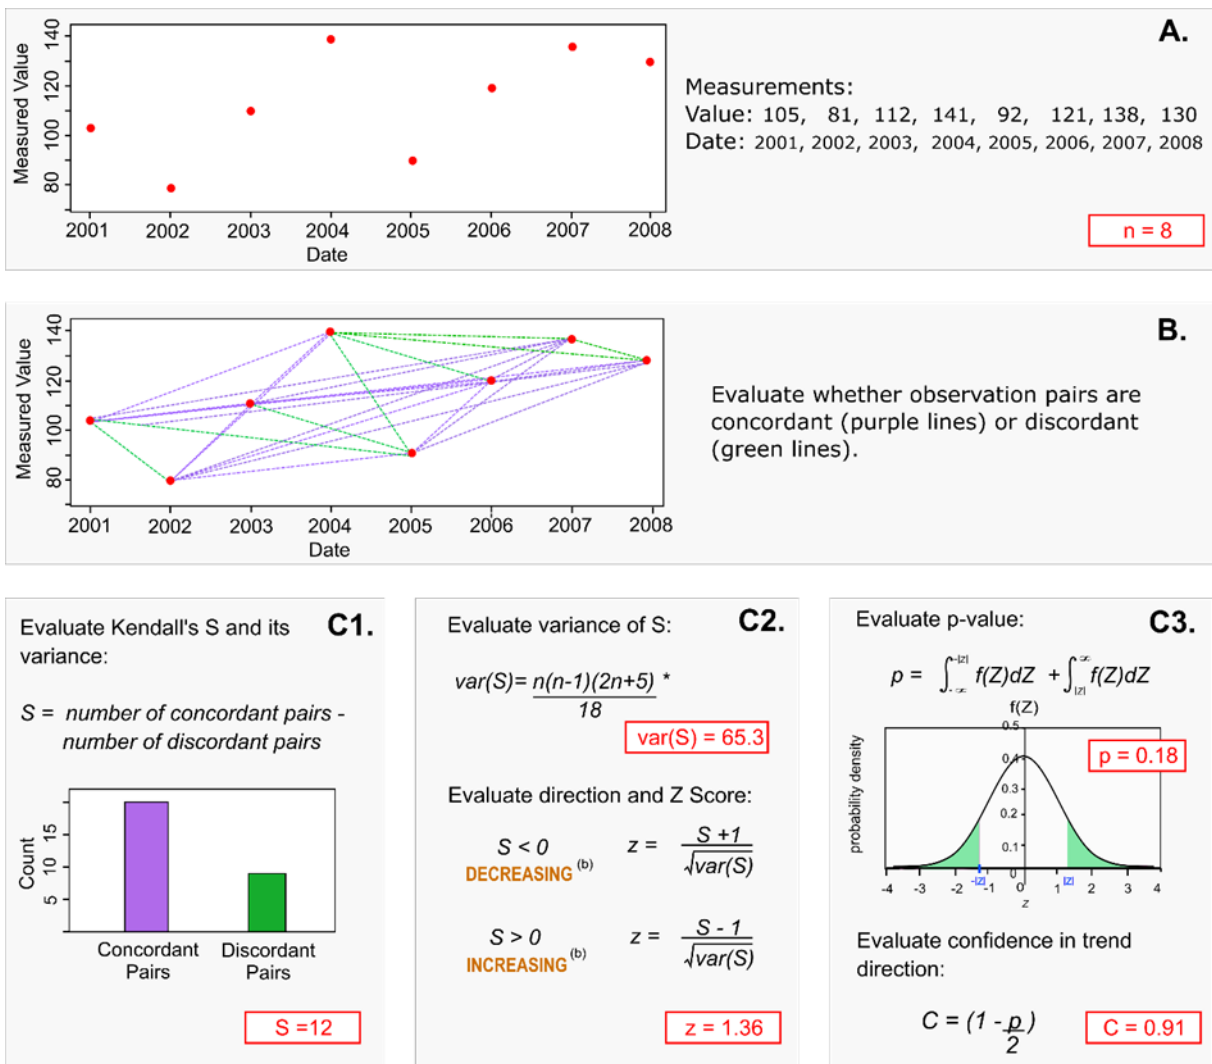 A.
140
120
100
80
Measured Value
2001 2002 2003 2004 2005 2006 2007 2008
Date
Measurements:
Value: 105, 81, 112, 141, 92, 121, 138, 130
Date: 2001, 2002, 2003, 2004, 2005, 2006, 2007, 2008
n = 8
B.
140
120
100
80
Measured Value
2001 2002 2003 2004 2005 2006 2007 2008
Date
Evaluate whether observation pairs are
concordant (purple lines) or discordant
(green lines).
C1.
Evaluate Kendall's S and its
variance:
S = number of concordant pairs -
number of discordant pairs
15
10
5
Count
Concordant Pairs
Discordant Pairs
S =12
C2.
Evaluate variance of S:
var(S)= n(n-1)(2n+5) *
18
var(S) = 65.3
Evaluate direction and Z Score:
S < 0 z = S +1
DECREASING (b) √var(S)
S > 0 z = S - 1
INCREASING (b) √var(S)
z = 1.36
C3.
Evaluate p-value:
p = ∫ -|z| -∞ f(Z)dZ + ∫ ∞ |z| f(Z)dZ
f(Z)
0.5
0.4
0.3
0.2
0.1
0
probability density
p = 0.18
-4 -3 -2 -|Z| -1 0 1 |Z| 2 3 4
z
Evaluate confidence in trend
direction:
C = (1 - p )
2
C = 0.91